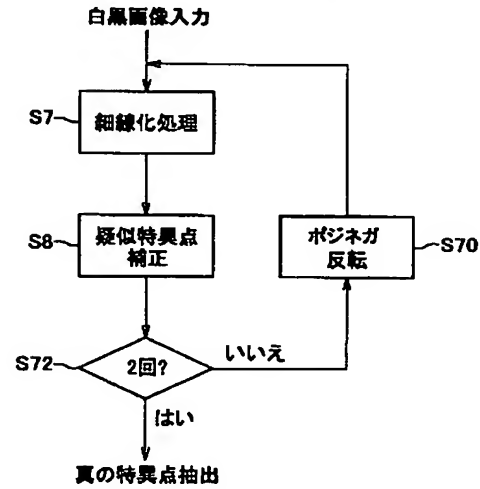 白黒画像入力
S7
細線化処理
S8
疑似特異点
補正
ポジネガ
反転
S70
S72
2回?
いいえ
はい
真の特異点抽出